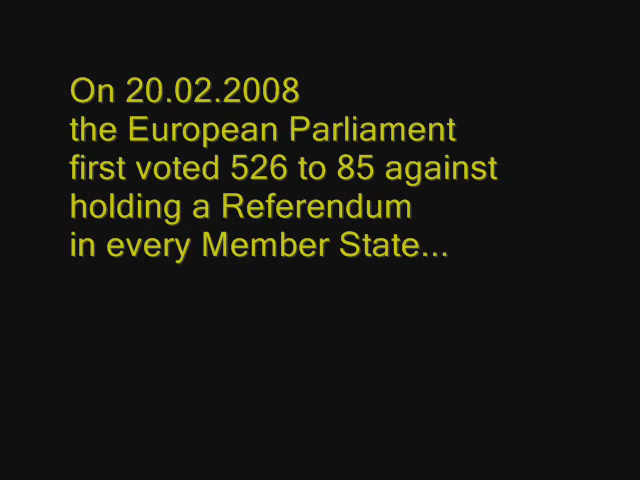 On 20.02.2008
the European Parliament
first voted 526 to 85 against
holding a Referendum
in every Member State...